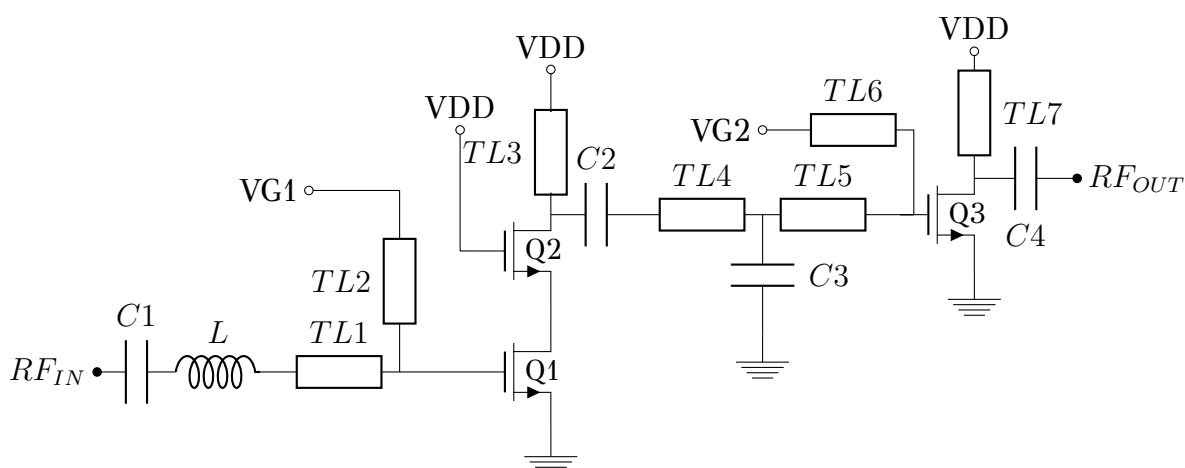 VDD
VDD
TL6
VDD
TL7
TL3
C2
VG2
VG1
TL4
TL5
RF_OUT
Q3
C4
Q2
TL2
C3
C1
L
TL1
RF_IN
Q1